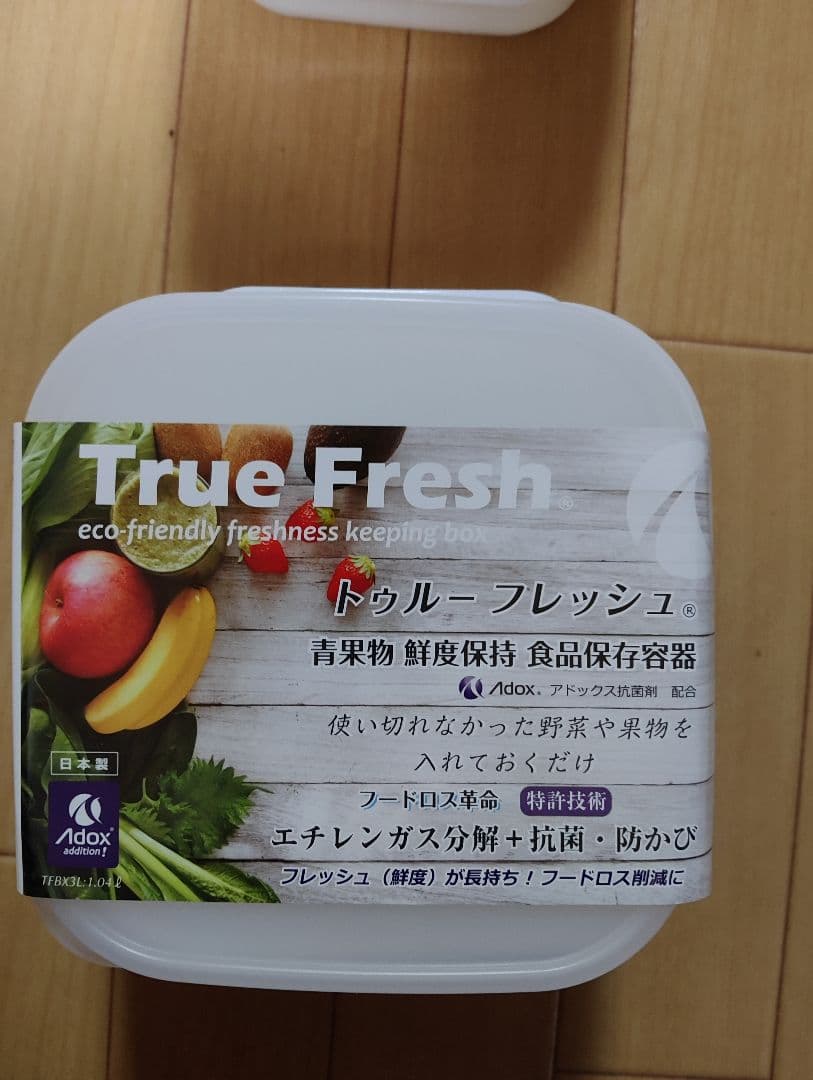 True Fresh®
eco-friendly freshness keeping box
トゥルー フレッシュ®
青果物 鮮度保持 食品保存容器
Adox® アドックス抗菌剤 配合
使い切れなかった野菜や果物を
入れておくだけ
フードロス革命 特許技術
エチレンガス分解+抗菌・防かび
フレッシュ(鮮度)が長持ち!フードロス削減に
日本製
Adox®
addition!
TFBX3L:1.04ℓ